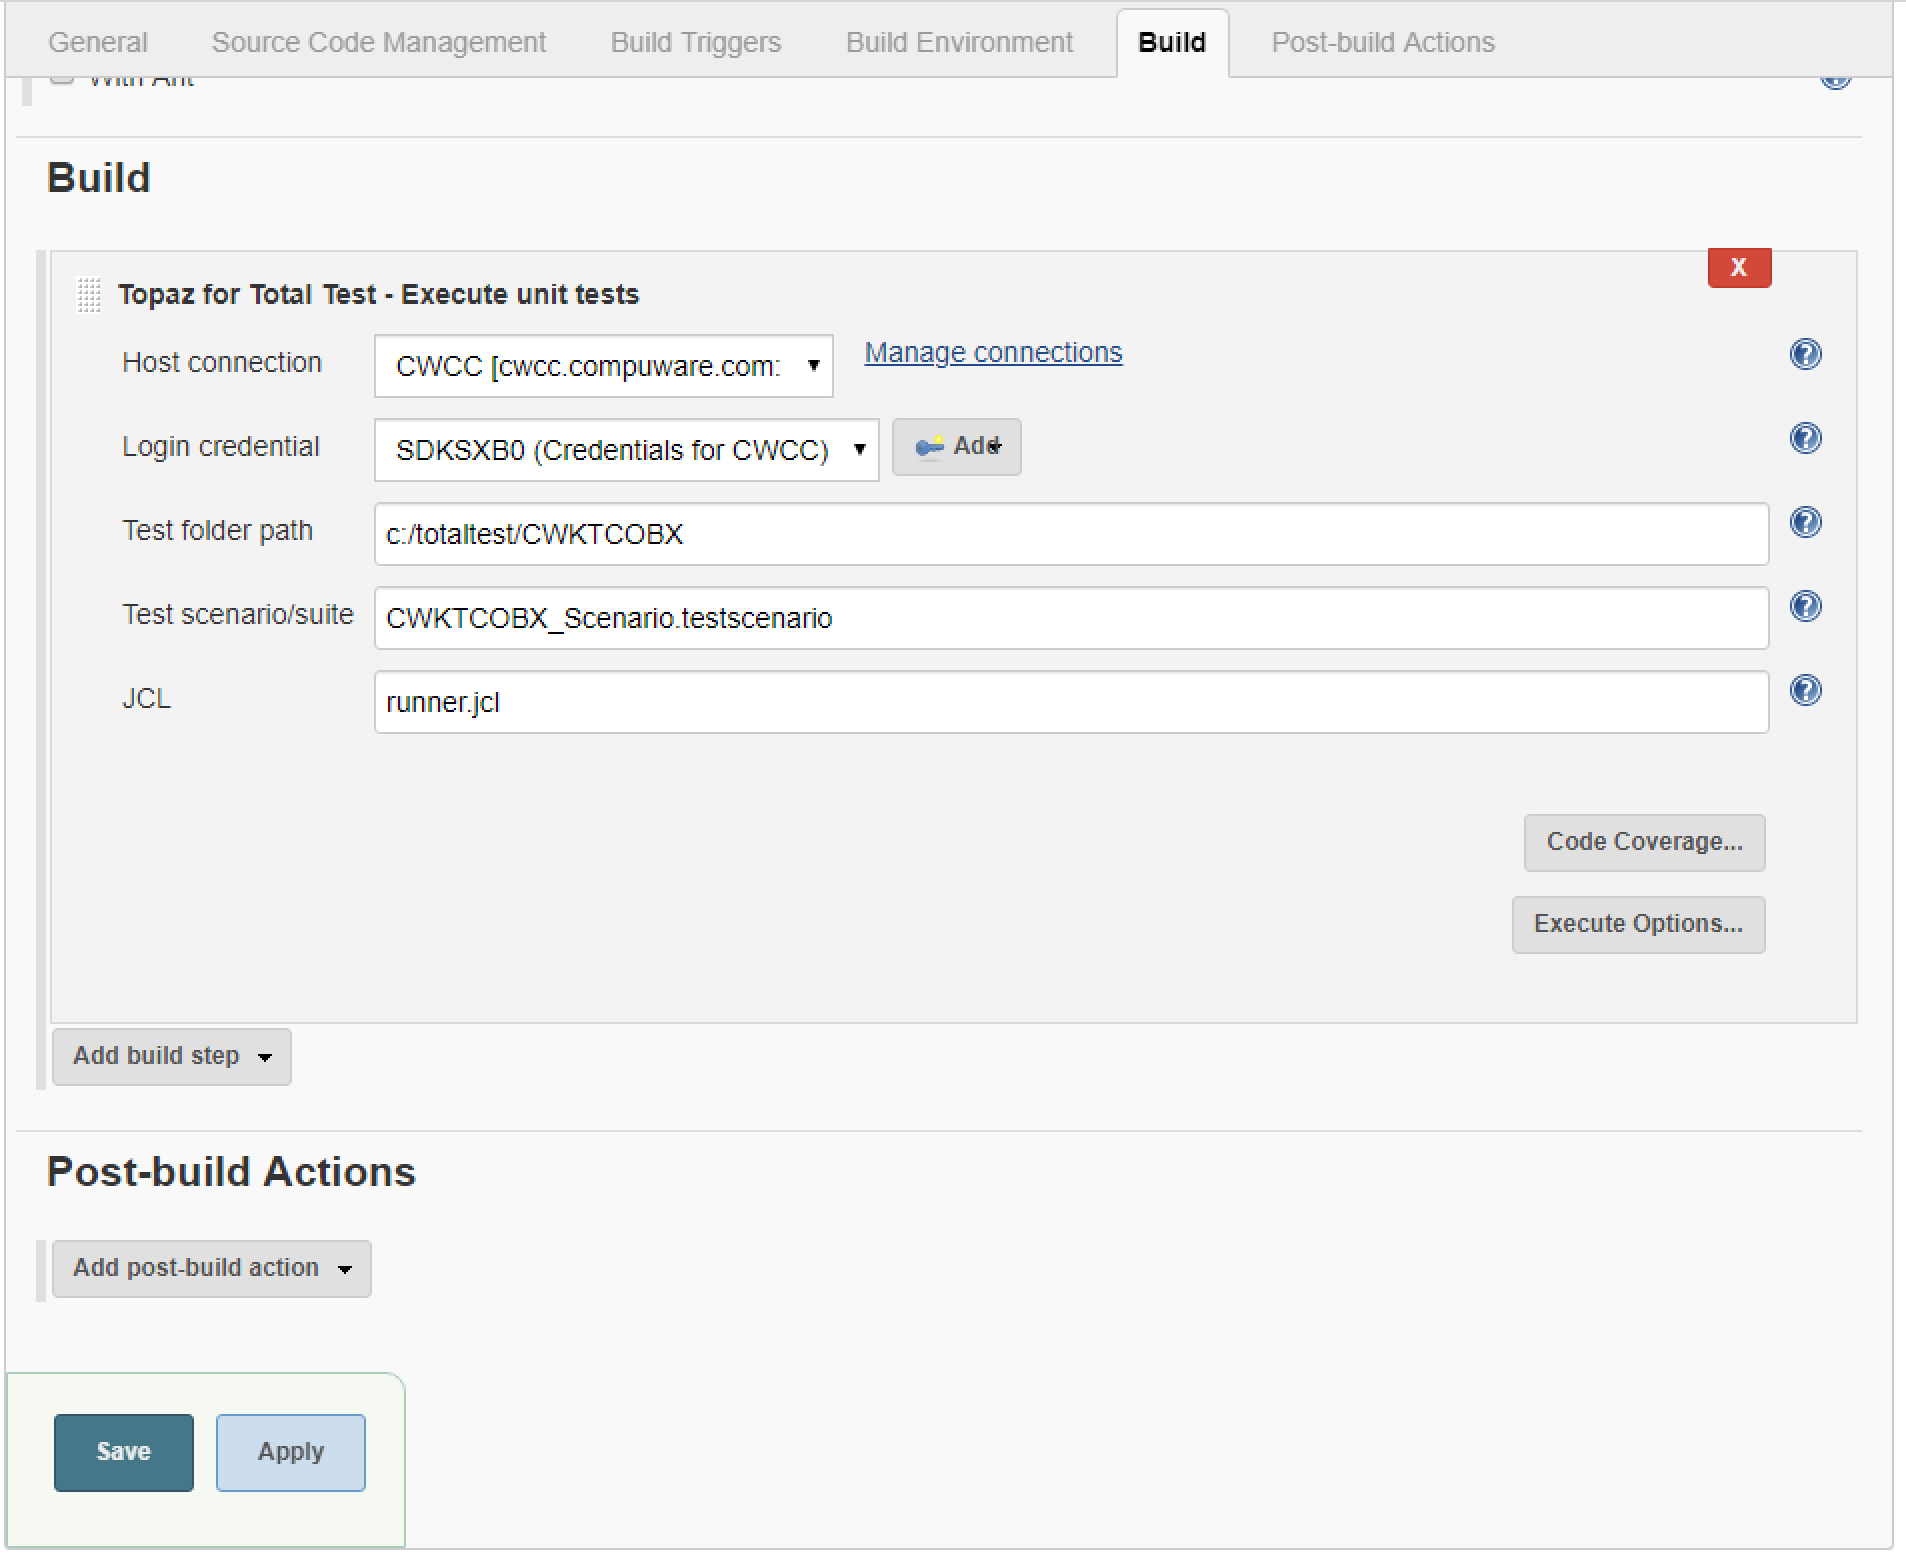 General Source Code Management Build Triggers Build Environment Build Post-build Actions
With Ant
Build
X
Topaz for Total Test - Execute unit tests
Host connection CWCC [cwcc.compuware.com: Manage connections
Login credential SDKSXB0 (Credentials for CWCC) Add
Test folder path c:/totaltest/CWKTCOBX
Test scenario/suite CWKTCOBX_Scenario.testscenario
JCL runner.jcl
Code Coverage...
Execute Options...
Add build step
Post-build Actions
Add post-build action
Save Apply